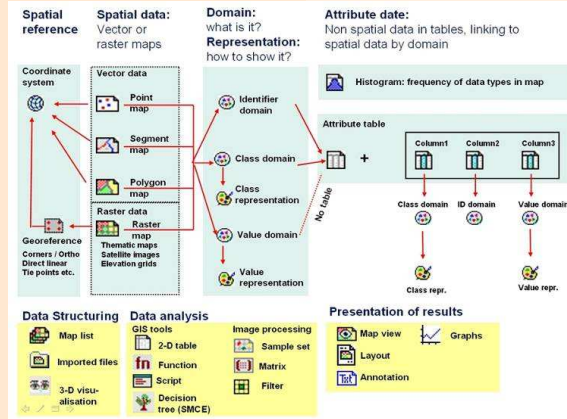 Spatial
reference
Spatial data:
Vector or
raster maps
Domain:
what is it?
Representation:
how to show it?
Attribute date:
Non spatial data in tables, linking to
spatial data by domain
Coordinate
system
Georeference
Corners / Ortho
Direct linear
Tie points etc.
Vector data
Point
map
Segment
map
Polygon
map
Raster data
Raster
map
Thematic maps
Satellite images
Elevation grids
Identifier
domain
Class domain
Class
representation
Value domain
Value
representation
No table
Histogram: frequency of data types in map
Attribute table
+
Column1
Column2
Column3
Class domain
ID domain
Value domain
Class repr.
Value repr.
Data Structuring
Map list
Imported files
3-D visu-
alisation
Data analysis
GIS tools
2-D table
fn Function
Script
Decision
tree (SMCE)
Image processing
Sample set
Matrix
Filter
Presentation of results
Map view
Graphs
Layout
Text Annotation